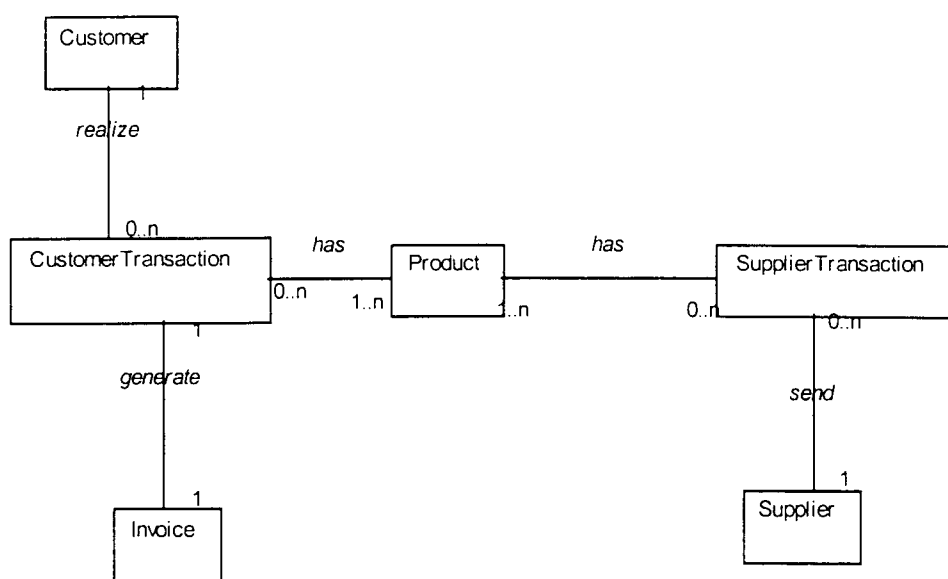 Customer
1
realize
0..n
CustomerTransaction
has
Product
has
SupplierTransaction
0..n
1..n
1..n
0..n
0..n
1
generate
send
1
Invoice
1
Supplier